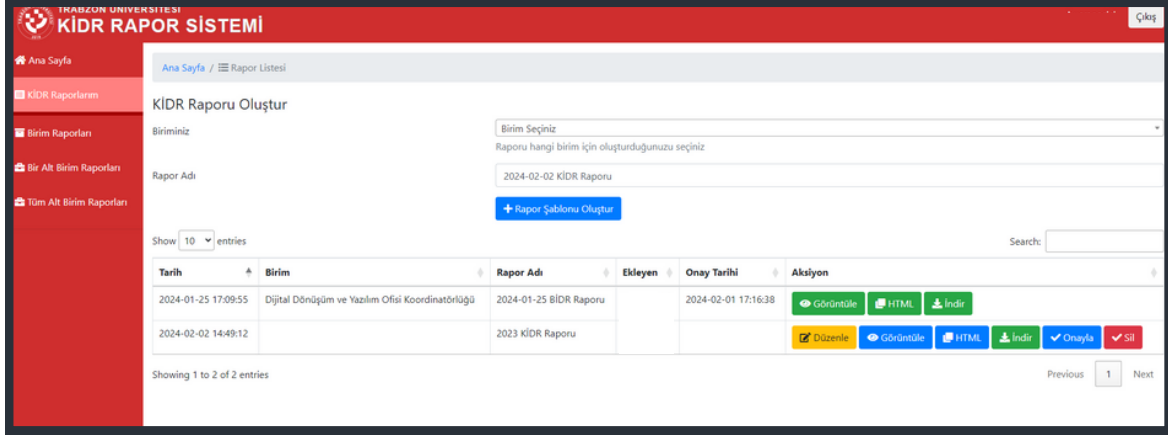 TRABZON ÜNİVERSİTESİ
KİDR RAPOR SİSTEMİ
Çıkış
Ana Sayfa
KİDR Raporlarım
Birim Raporları
Bir Alt Birim Raporları
Tüm Alt Birim Raporları
Ana Sayfa / Rapor Listesi
KİDR Raporu Oluştur
Biriminiz
Birim Seçiniz
Raporu hangi birim için oluşturduğunuzu seçiniz
Rapor Adı
2024-02-02 KİDR Raporu
+ Rapor Şablonu Oluştur
Show 10 entries
Search:
Tarih Birim Rapor Adı Ekleyen Onay Tarihi Aksiyon
2024-01-25 17:09:55 Dijital Dönüşüm ve Yazılım Ofisi Koordinatörlüğü 2024-01-25 BİDR Raporu 2024-02-01 17:16:38 Görüntüle HTML İndir
2024-02-02 14:49:12 2023 KİDR Raporu Düzenle Görüntüle HTML İndir Onayla Sil
Showing 1 to 2 of 2 entries
Previous 1 Next